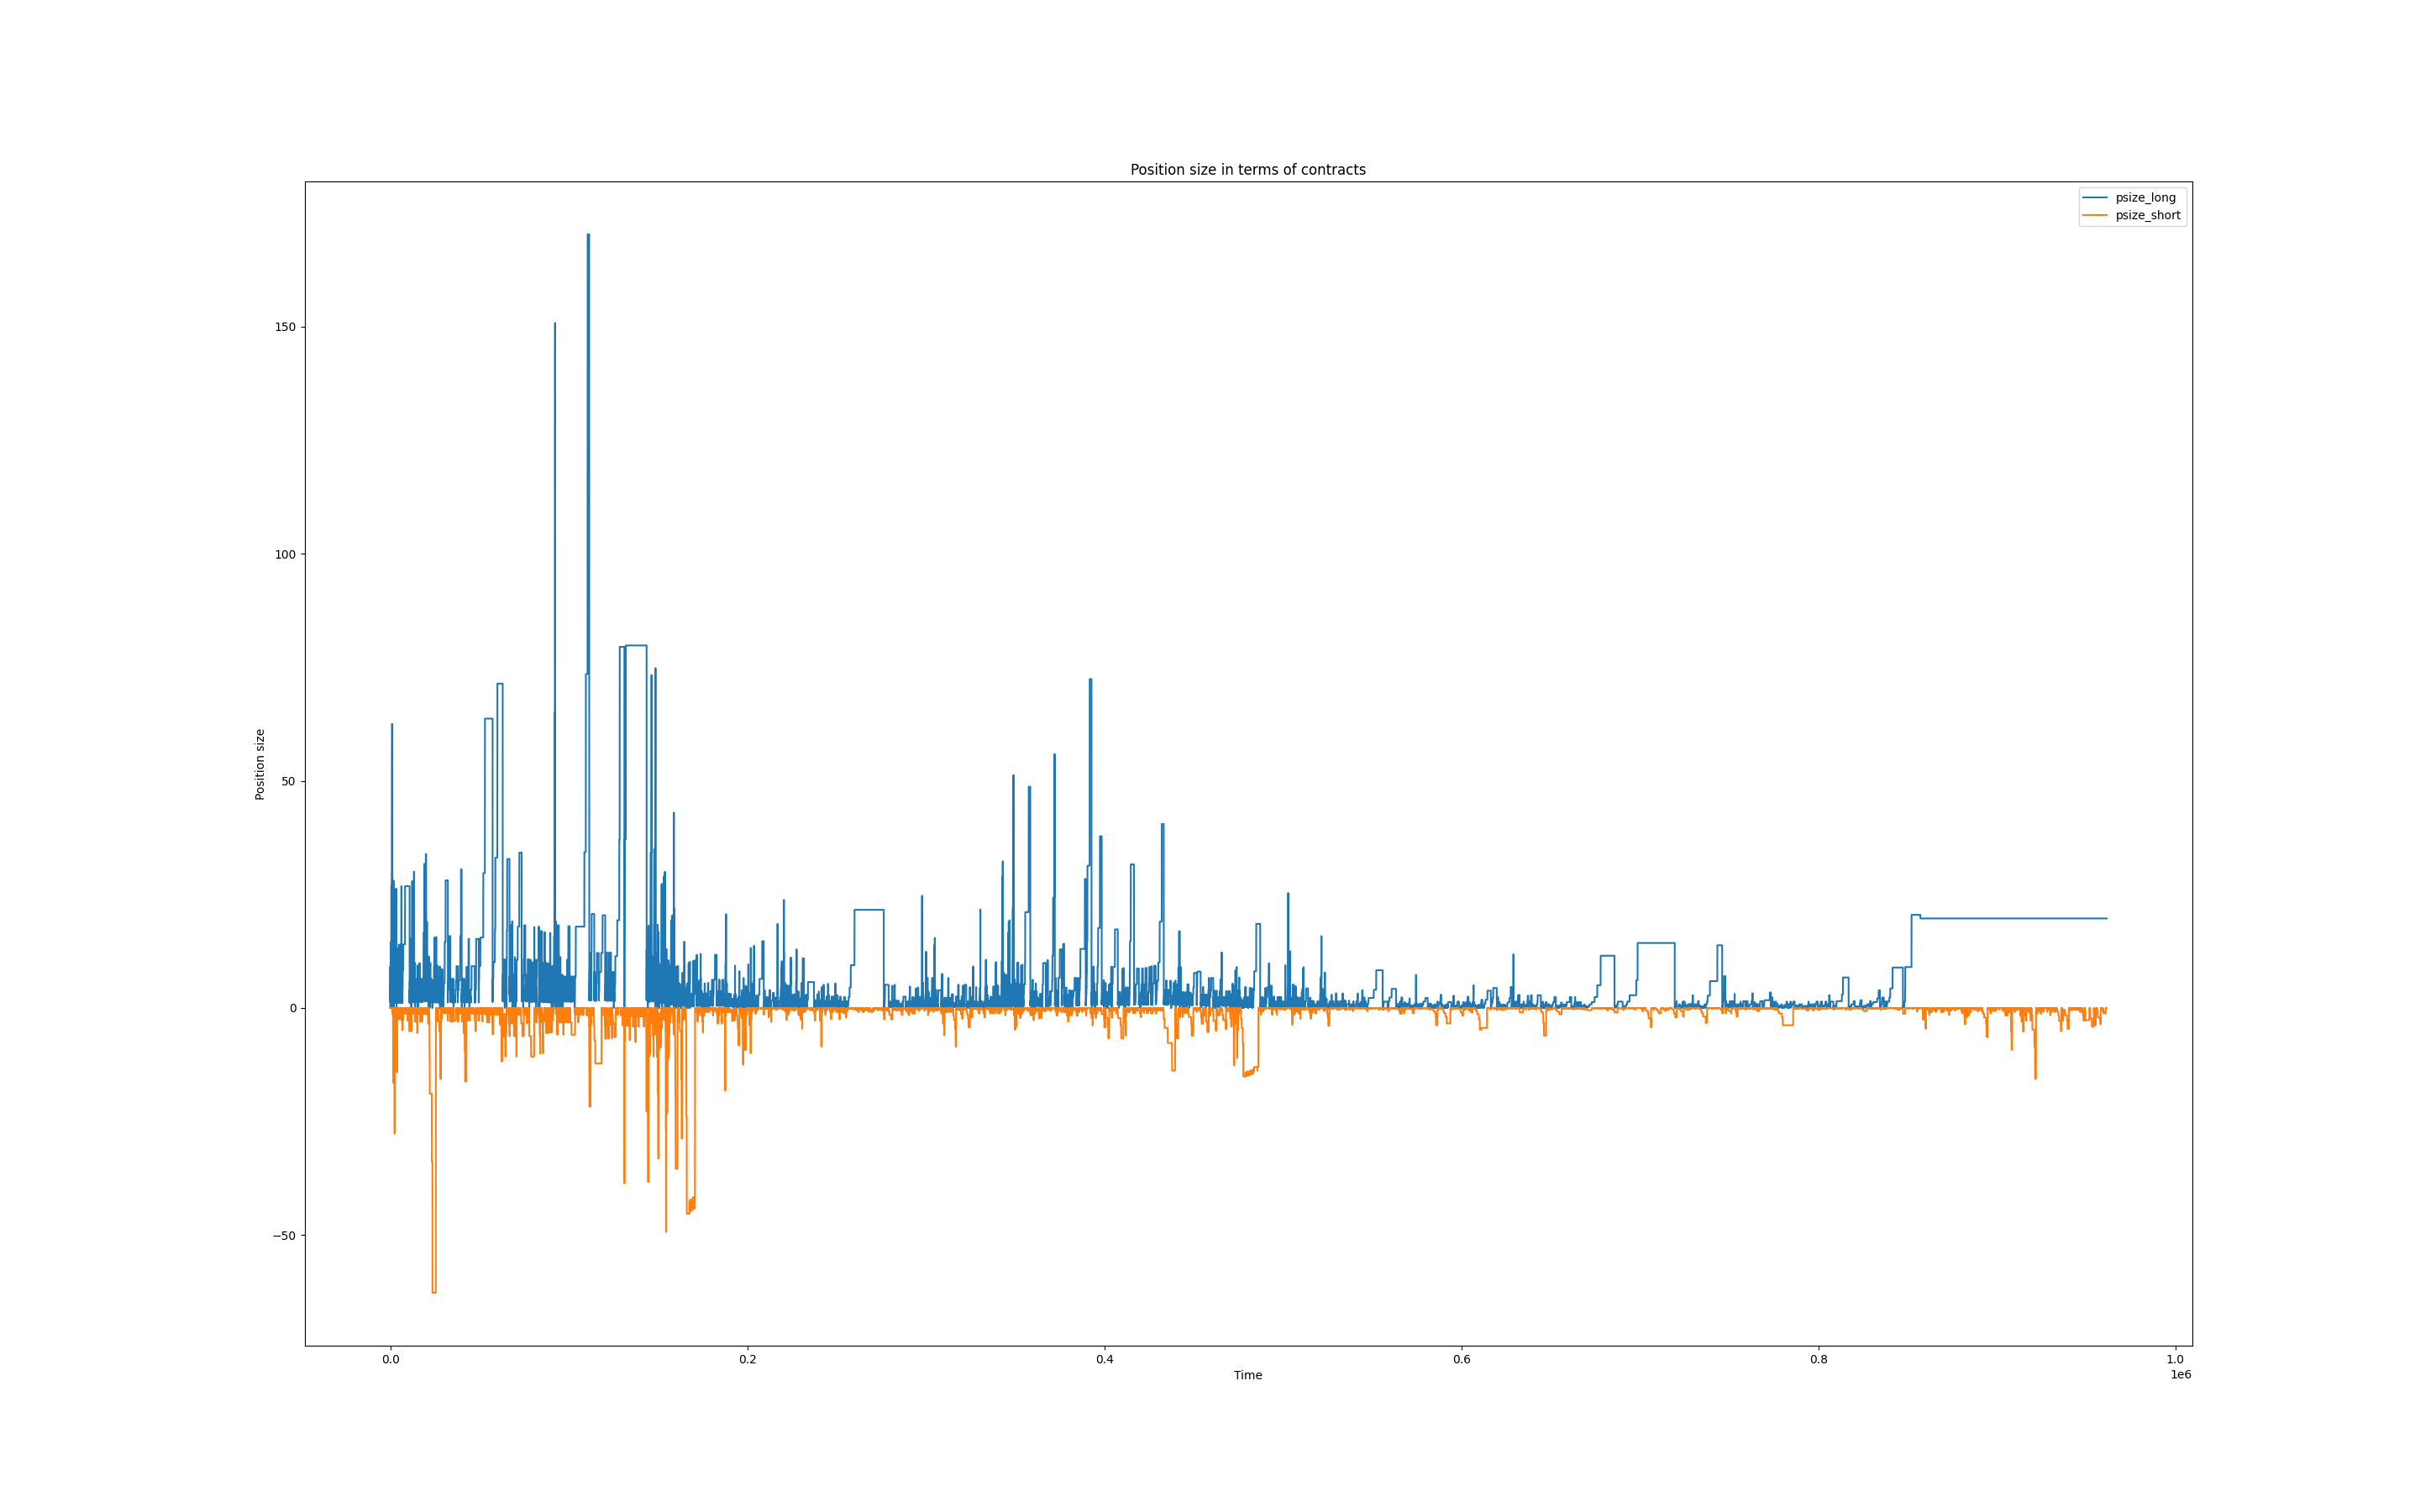 Position size in terms of contracts
psize_long
psize_short
150
100
50
0
−50
Position size
0.0
0.2
0.4
0.6
0.8
1.0
Time
1e6